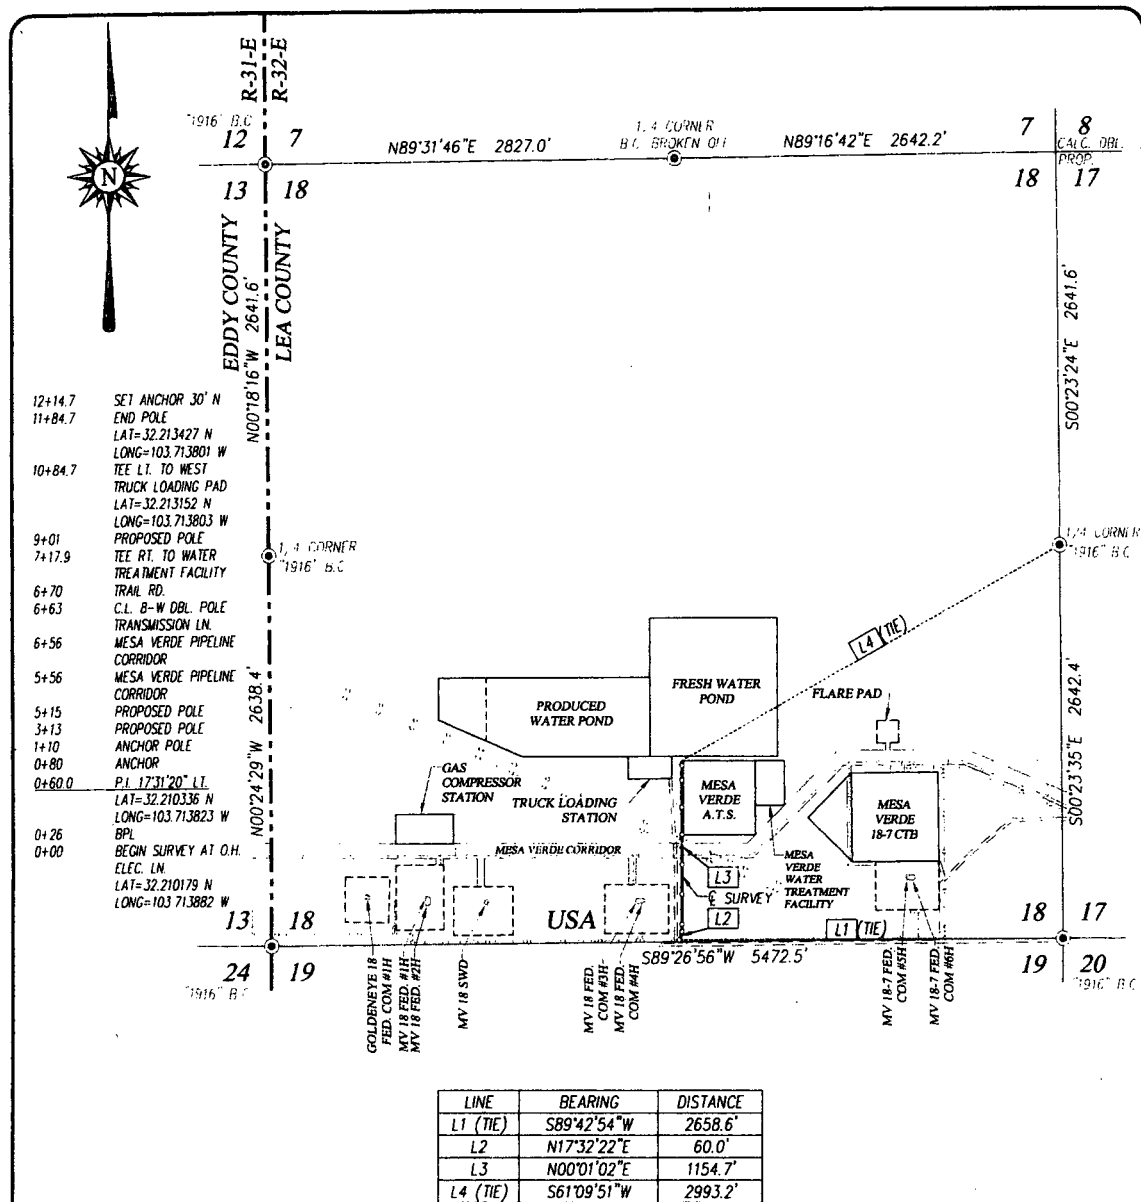 R-31-E
R-32-E
"1916" B.C.
12 7
13 18
N89°31'46"E 2827.0'
1/4 CORNER
B.C. BROKEN OFF
N89°16'42"E 2642.2'
7 8
CALC. DBL.
PROP.
18 17
N
EDDY COUNTY
LEA COUNTY
N00°18'16"W 2641.6'
S00°23'24"E 2641.6'
12+14.7 SET ANCHOR 30' N
11+84.7 END POLE
LAT=32.213427 N
LONG=103.713801 W
10+84.7 TEE LT. TO WEST
TRUCK LOADING PAD
LAT=32.213152 N
LONG=103.713803 W
9+01 PROPOSED POLE
7+17.9 TEE RT. TO WATER
TREATMENT FACILITY
6+70 TRAIL RD.
6+63 C.L. 8-W DBL. POLE
TRANSMISSION LN.
6+56 MESA VERDE PIPELINE
CORRIDOR
5+56 MESA VERDE PIPELINE
CORRIDOR
5+15 PROPOSED POLE
3+13 PROPOSED POLE
1+10 ANCHOR POLE
0+80 ANCHOR
0+60.0 P.I. 17°31'20" LT.
LAT=32.210336 N
LONG=103.713823 W
0+26 BPL
0+00 BEGIN SURVEY AT O.H.
ELEC. LN.
LAT=32.210179 N
LONG=103.713882 W
1/4 CORNER
"1916" B.C.
1/4 CORNER
"1916" B.C.
N00°24'29"W 2638.4'
S00°23'35"E 2642.4'
L4 (TIE)
FRESH WATER
POND
PRODUCED
WATER POND
FLARE PAD
GAS
COMPRESSOR
STATION
TRUCK LOADING
STATION
MESA
VERDE
A.T.S.
MESA
VERDE
18-7 CTB
MESA VERDE CORRIDOR
MESA
VERDE
WATER
TREATMENT
FACILITY
L3
℄ SURVEY
L2
L1 (TIE)
USA
13 18
24 19
"1916" B.C.
S89°26'56"W 5472.5'
18 17
19 20
"1916" B.C.
GOLDENEYE 18
FED. COM #1H
MV 18 FED. #1H
MV 18 FED. #2H
MV 18 SWD
MV 18 FED.
COM #3H
MV 18 FED.
COM #4H
MV 18-7 FED.
COM #5H
MV 18-7 FED.
COM #6H
LINE BEARING DISTANCE
L1 (TIE) S89°42'54"W 2658.6'
L2 N17°32'22"E 60.0'
L3 N00°01'02"E 1154.7'
L4 (TIE) S61°09'51"W 2993.2'